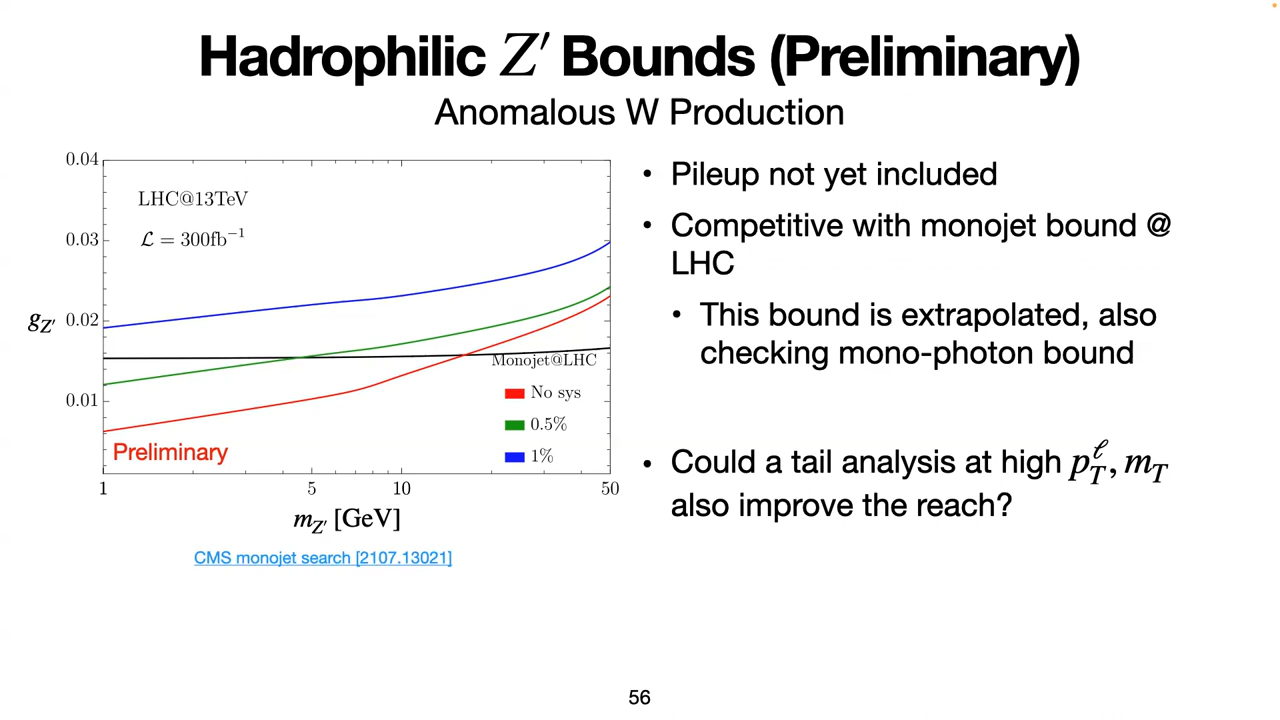 Hadrophilic Z′ Bounds (Preliminary)
Anomalous W Production
0.04
0.03
0.02
0.01
g_{Z′}
LHC@13TeV
ℒ = 300fb⁻¹
Monojet@LHC
No sys
0.5%
1%
Preliminary
1
5
10
50
m_{Z′} [GeV]
CMS monojet search [2107.13021]
• Pileup not yet included
• Competitive with monojet bound @
LHC
• This bound is extrapolated, also
checking mono-photon bound
• Could a tail analysis at high p_T^ℓ, m_T
also improve the reach?
56